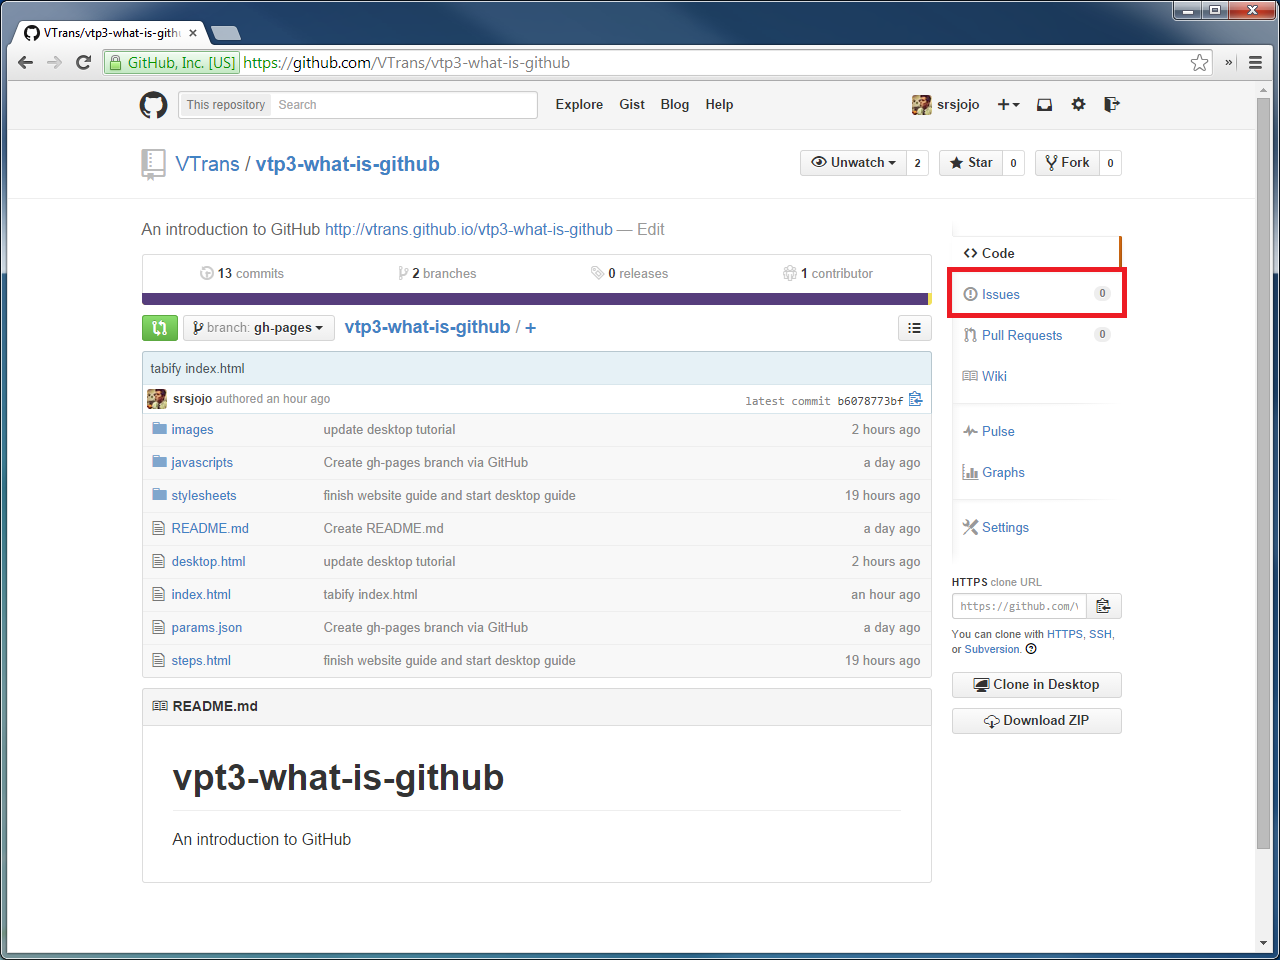 VTrans/vtp3-what-is-gith
GitHub, Inc. [US] https://github.com/VTrans/vtp3-what-is-github
This repository Search Explore Gist Blog Help srsjojo
VTrans / vtp3-what-is-github Unwatch 2 Star 0 Fork 0
An introduction to GitHub http://vtrans.github.io/vtp3-what-is-github — Edit
13 commits 2 branches 0 releases 1 contributor
branch: gh-pages vtp3-what-is-github / +
tabify index.html
srsjojo authored an hour ago latest commit b6078773bf
images update desktop tutorial 2 hours ago
javascripts Create gh-pages branch via GitHub a day ago
stylesheets finish website guide and start desktop guide 19 hours ago
README.md Create README.md a day ago
desktop.html update desktop tutorial 2 hours ago
index.html tabify index.html an hour ago
params.json Create gh-pages branch via GitHub a day ago
steps.html finish website guide and start desktop guide 19 hours ago
README.md
vpt3-what-is-github
An introduction to GitHub
Code
Issues 0
Pull Requests 0
Wiki
Pulse
Graphs
Settings
HTTPS clone URL
https://github.com/
You can clone with HTTPS, SSH,
or Subversion.
Clone in Desktop
Download ZIP